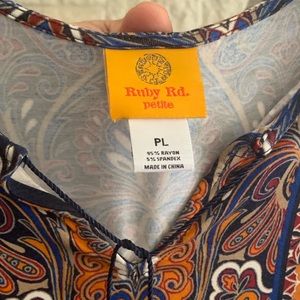 Ruby Rd.
petite
PL
95% RAYON
5% SPANDEX
MADE IN CHINA